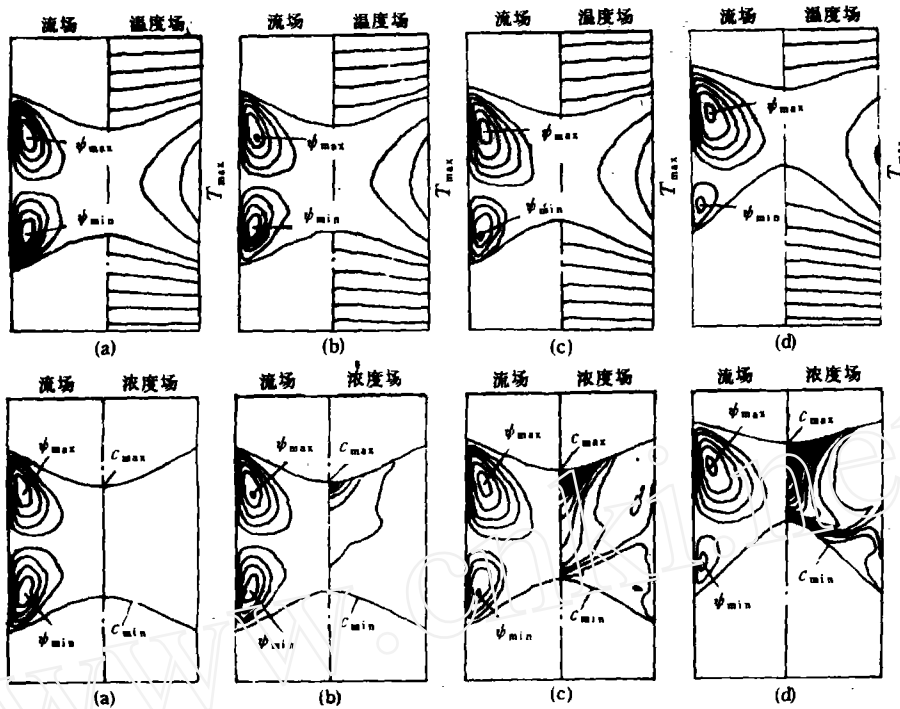 流场 温度场 流场 温度场 流场 温度场 流场 温度场
ψmax ψmax ψmax ψmax
Tmax Tmax Tmax
ψmin ψmin ψmin ψmin
(a) (b) (c) (d)
流场 浓度场 流场 浓度场 流场 浓度场 流场 浓度场
ψmax cmax ψmax cmax ψmax cmax ψmax cmax
ψmin cmin ψmin cmin ψmin cmin ψmin cmin
(a) (b) (c) (d)
www.cnki.net